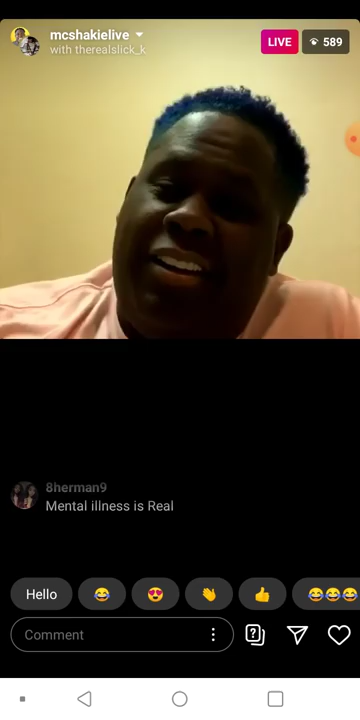 mcshakielive
with therealslick_k
LIVE
589
8herman9
Mental illness is Real
Hello
Comment